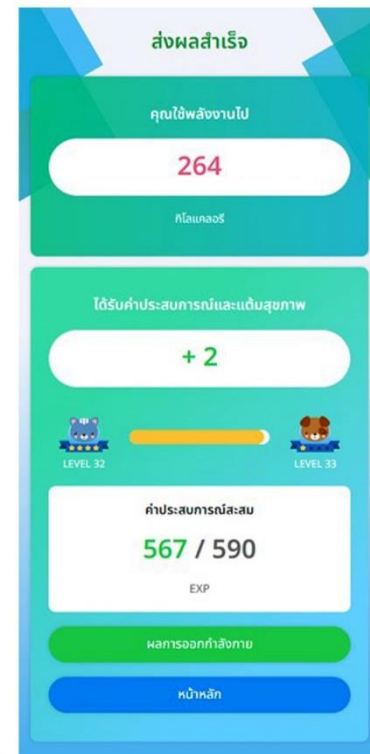 ส่งผลสำเร็จ
คุณใช้พลังงานไป
264
กิโลแคลอรี
ได้รับค่าประสบการณ์และแต้มสุขภาพ
+ 2
LEVEL 32
LEVEL 33
ค่าประสบการณ์สะสม
567 / 590
EXP
ผลการออกกำลังกาย
หน้าหลัก